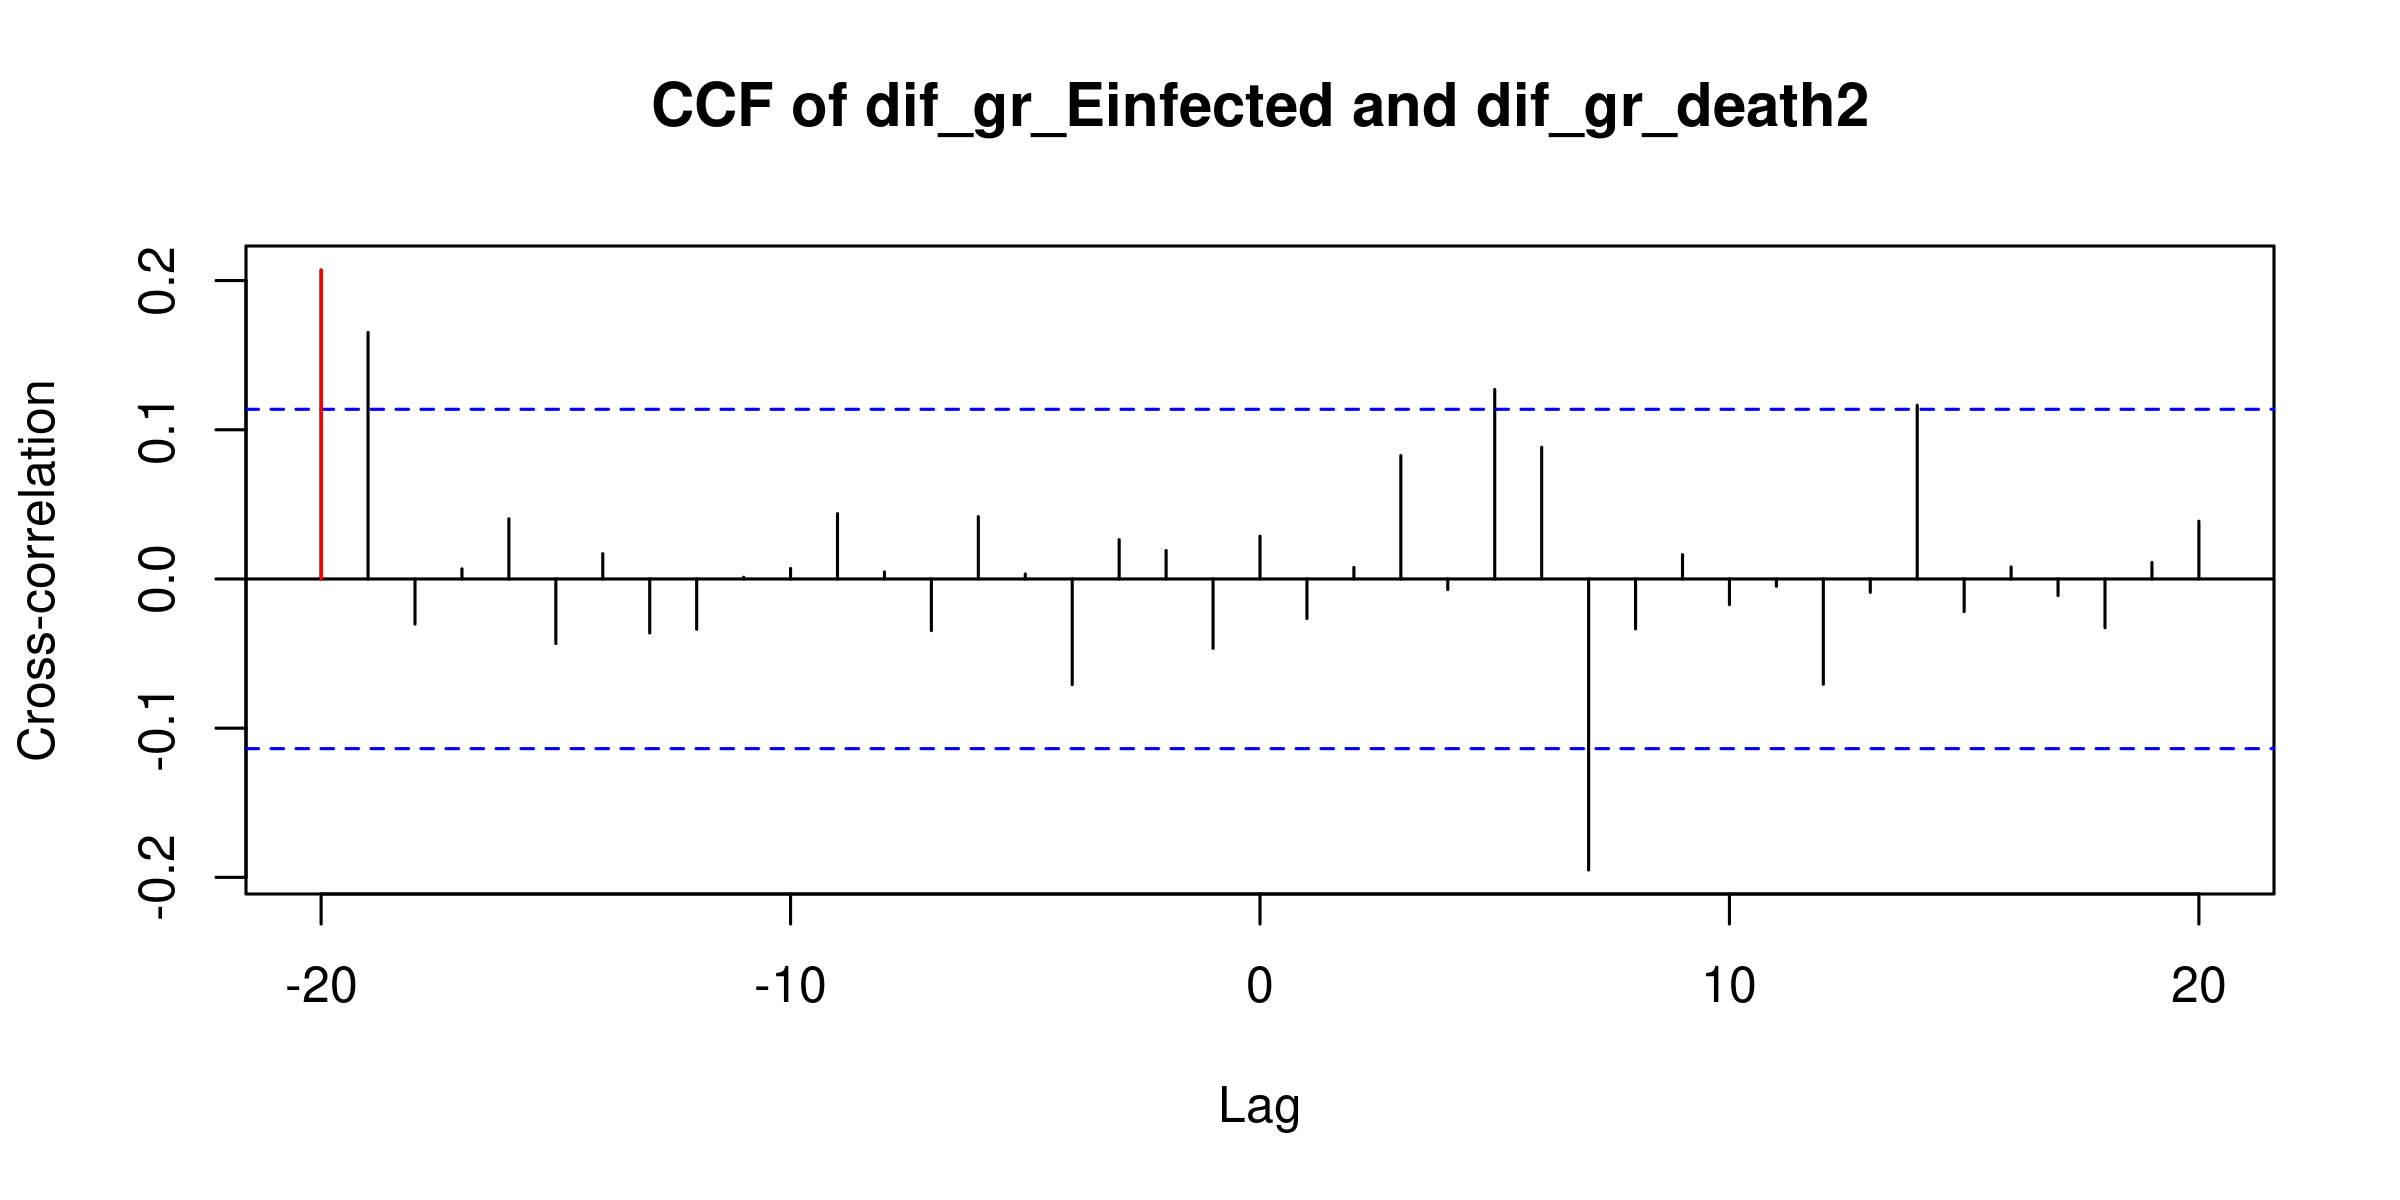 CCF of dif_gr_Einfected and dif_gr_death2
Cross-correlation
0.2
0.1
0.0
-0.1
-0.2
-20 -10 0 10 20
Lag